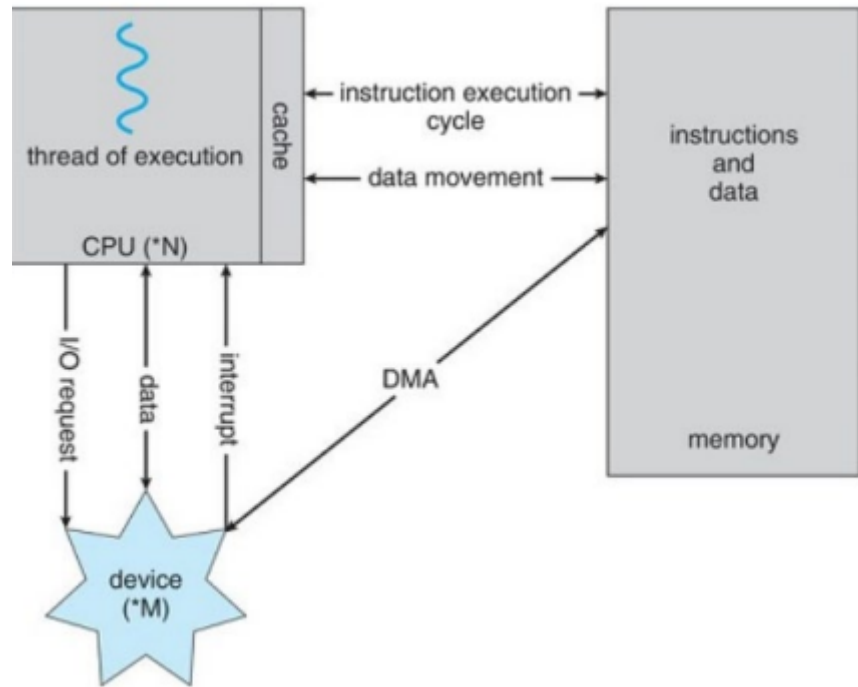 thread of execution
cache
CPU (*N)
instruction execution
cycle
data movement
instructions
and
data
memory
I/O request
data
interrupt
DMA
device
(*M)